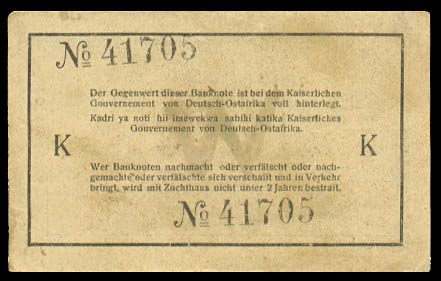 № 41705
Der Gegenwert dieser Banknote ist bei dem Kaiserlichen
Gouvernement von Deutsch-Ostafrika voll hinterlegt.
Kadri ya noti hii imewekwa sahihi katika Kaiserliches
Gouvernement von Deutsch-Ostafrika.
K
K
Wer Banknoten nachmacht oder verfälscht oder nach-
gemachte oder verfälschte sich verschafft und in Verkehr
bringt, wird mit Zuchthaus nicht unter 2 Jahren bestraft.
№ 41705